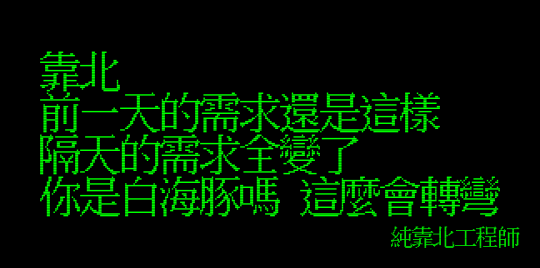 靠北
前一天的需求還是這樣
隔天的需求全變了
你是白海豚嗎 這麼會轉彎
純靠北工程師